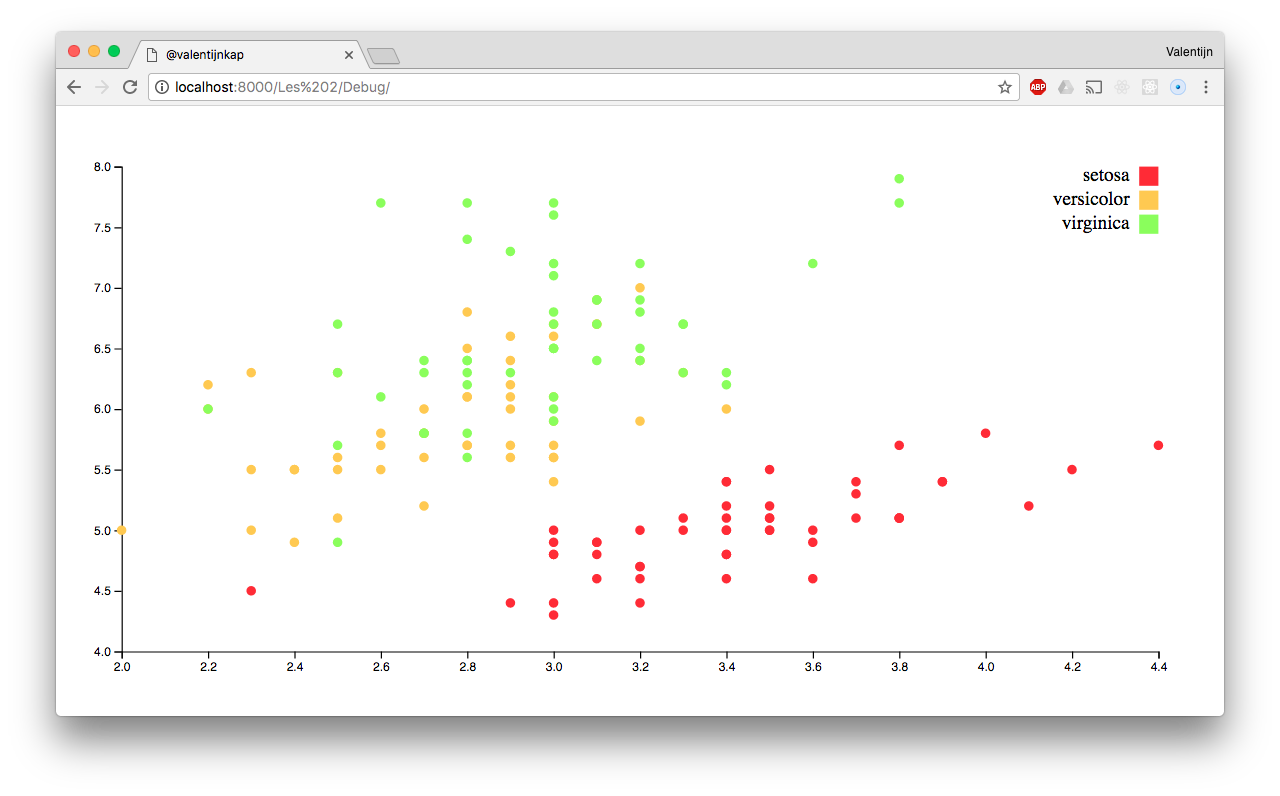 @valentijnkap
Valentijn
localhost:8000/Les%202/Debug/
ABP
8.0
7.5
7.0
6.5
6.0
5.5
5.0
4.5
4.0
setosa
versicolor
virginica
2.0 2.2 2.4 2.6 2.8 3.0 3.2 3.4 3.6 3.8 4.0 4.2 4.4